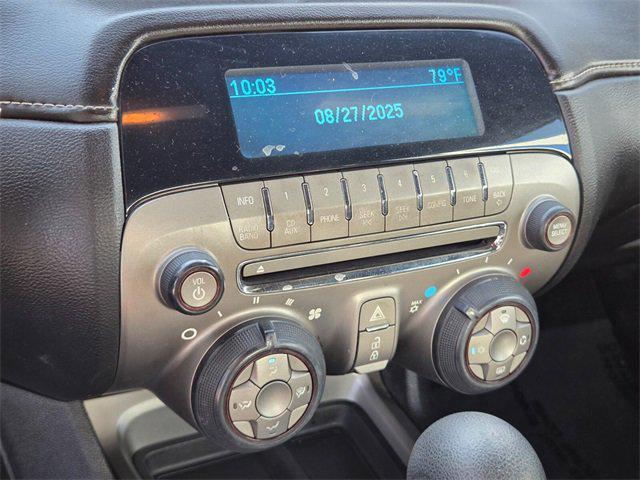 10:03 79°F
08/27/2025
INFO 1 2 3 4 5 6
RADIO BAND CD AUX PHONE SEEK SEEK CONFIG TONE BACK
VOL
MENU SELECT
MAX